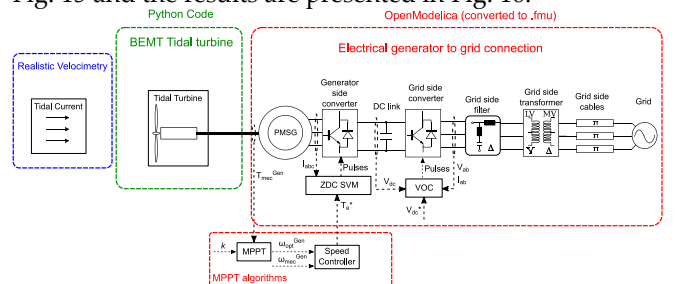 Fig. 15 and the results are presented in Fig. 16.
Python Code
OpenModelica (converted to .fmu)
BEMT Tidal turbine
Electrical generator to grid connection
Realistic Velocimetry
Tidal Current
Tidal Turbine
PMSG
Generator
side
converter
DC link
Grid side
converter
Grid side
filter
Δ
Grid side
transformer
LV MV
Y Δ
Grid side
cables
π
π
π
Grid
Iabc
Pulses
Pulses
Vab
Iab
Tmec^Gen
ZDC SVM
Vdc
VOC
Te*
Vdc*
k
MPPT
ωopt^Gen
ωmec^Gen
Speed
Controller
MPPT algorithms